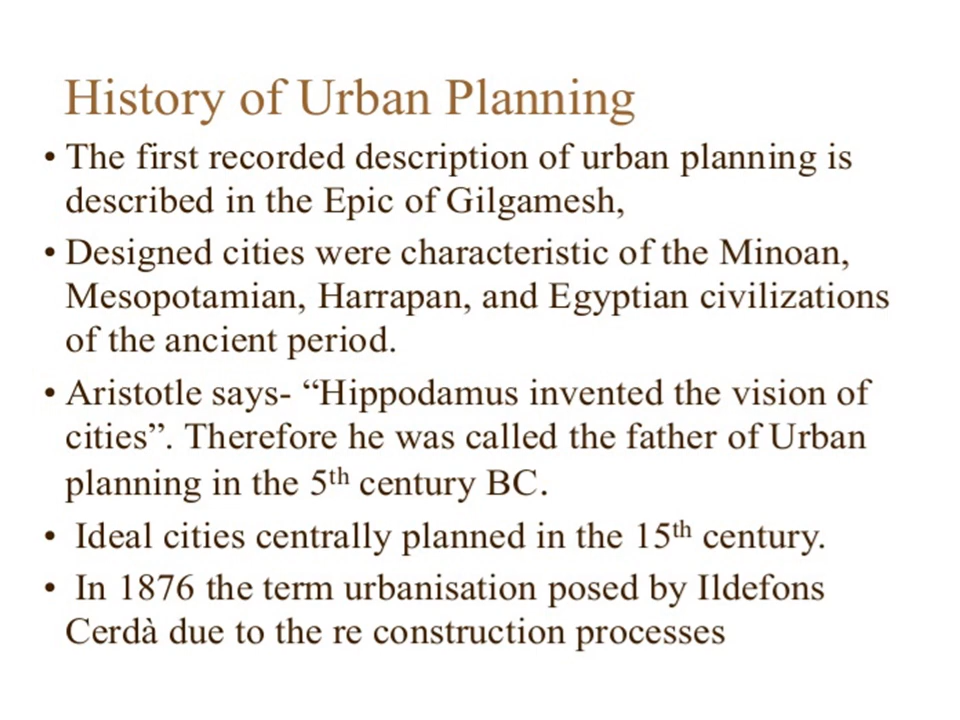 History of Urban Planning
• The first recorded description of urban planning is
described in the Epic of Gilgamesh,
• Designed cities were characteristic of the Minoan,
Mesopotamian, Harrapan, and Egyptian civilizations
of the ancient period.
• Aristotle says- “Hippodamus invented the vision of
cities”. Therefore he was called the father of Urban
planning in the 5th century BC.
• Ideal cities centrally planned in the 15th century.
• In 1876 the term urbanisation posed by Ildefons
Cerdà due to the re construction processes